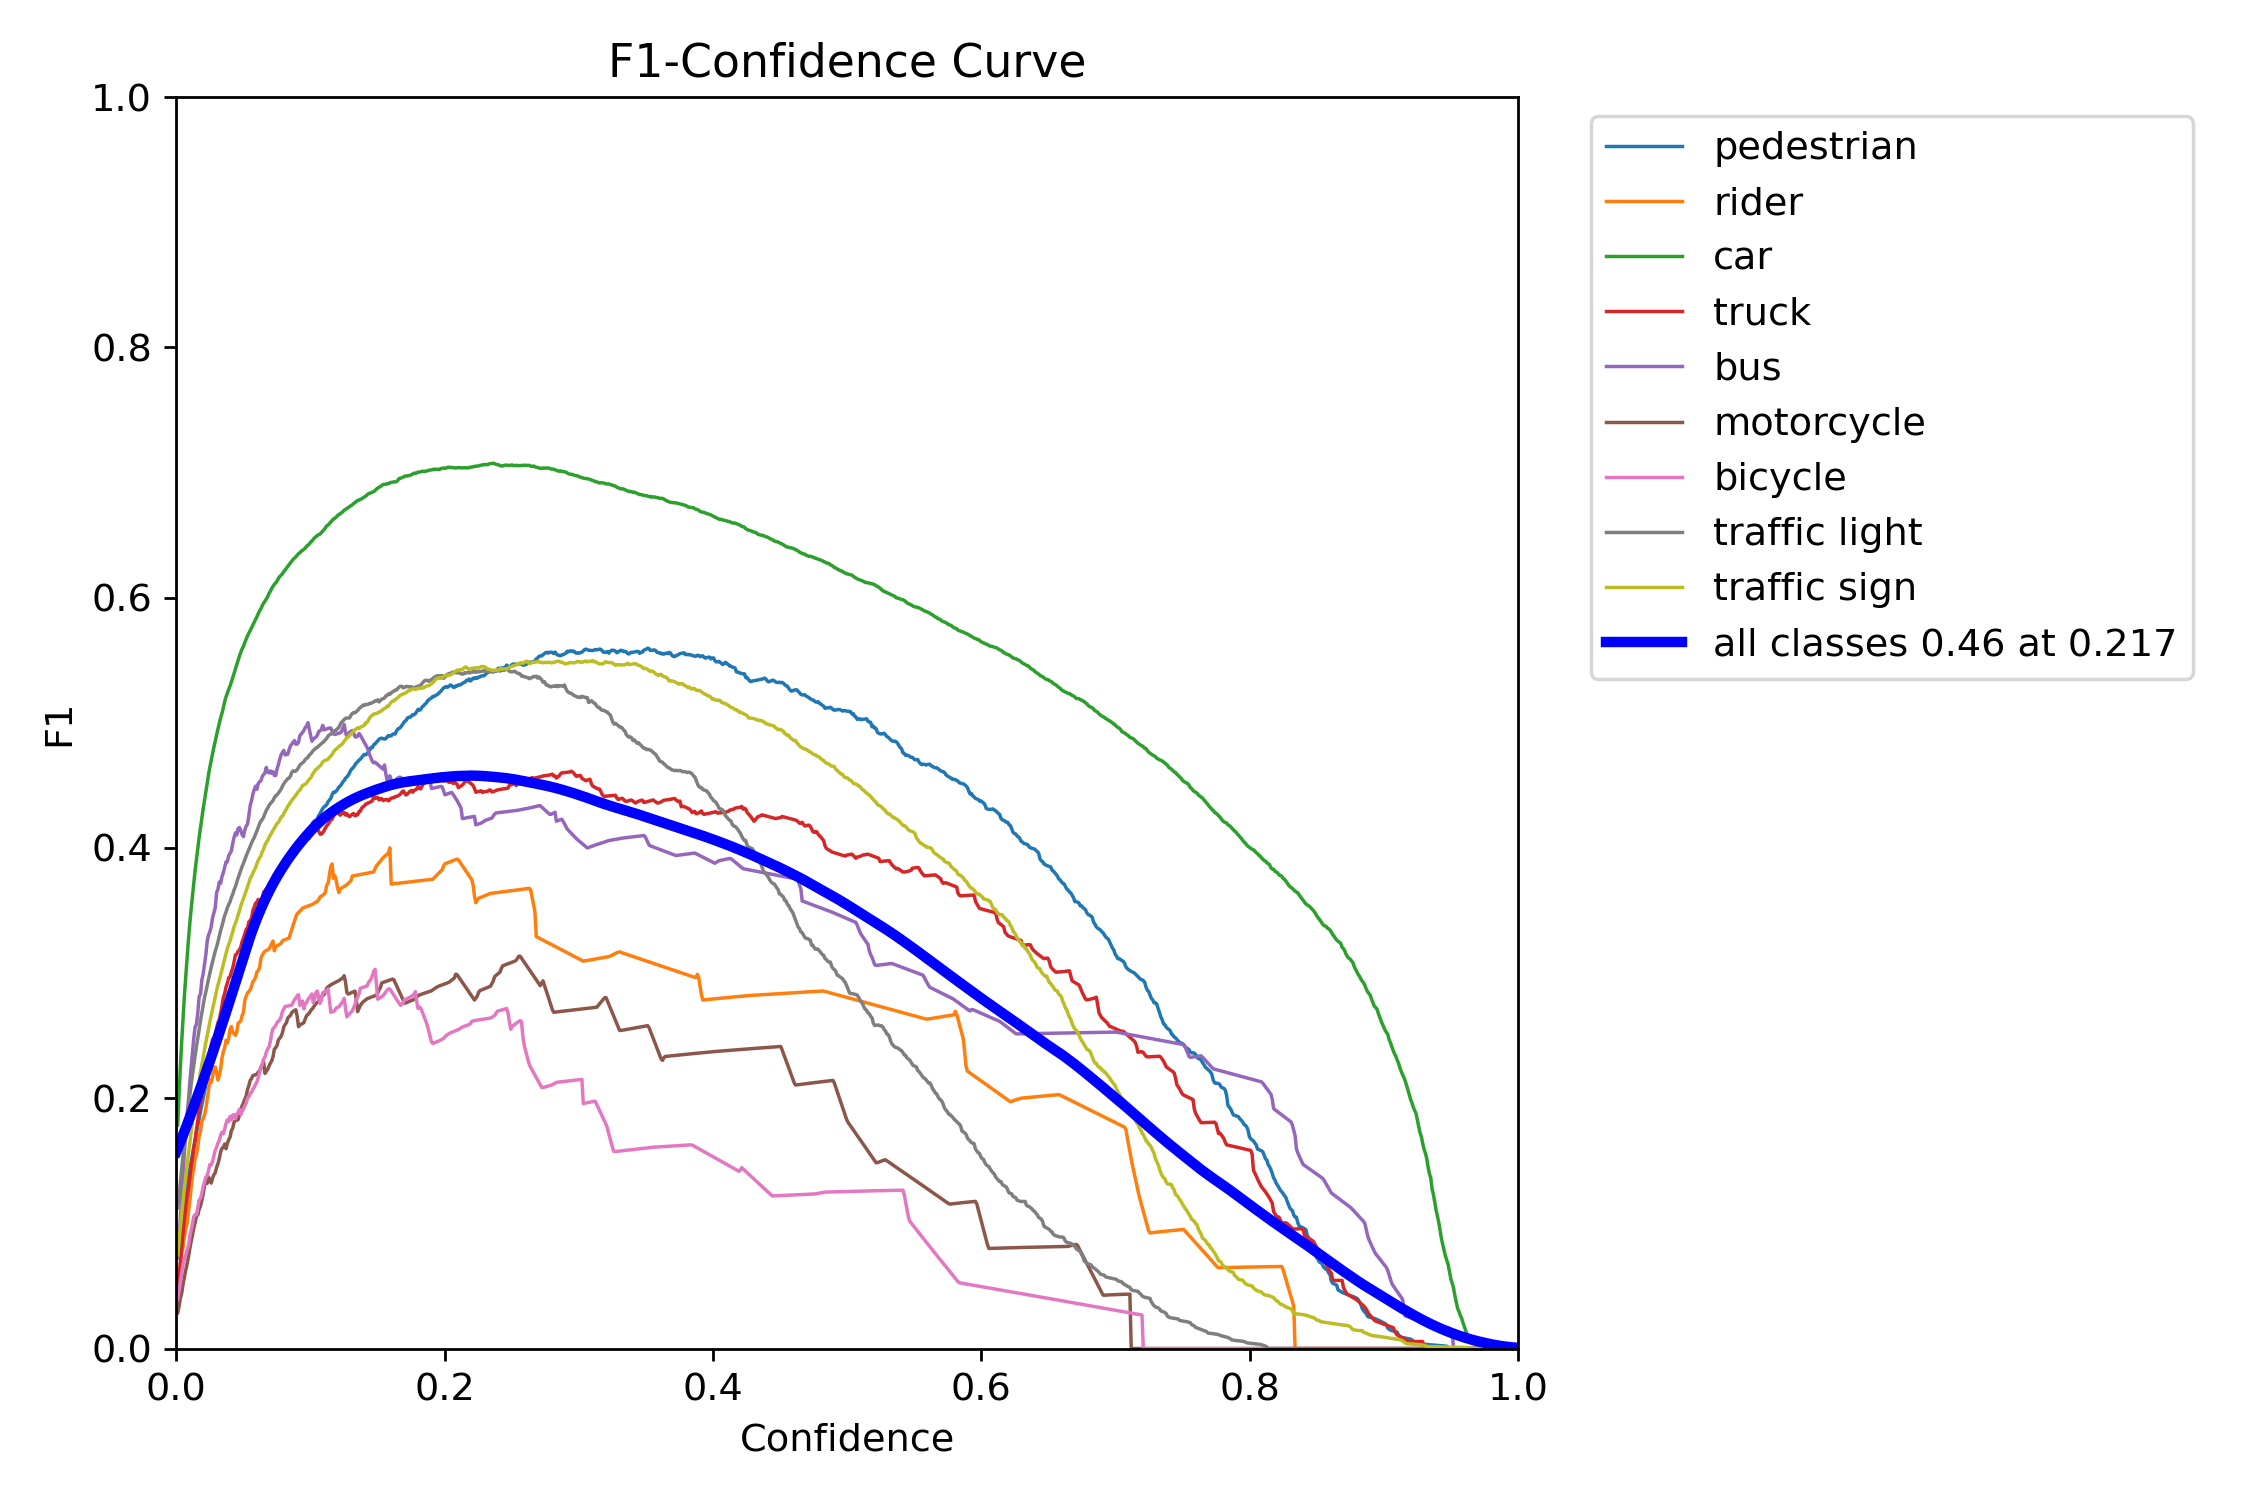 F1-Confidence Curve
1.0
0.8
0.6
0.4
0.2
0.0
F1
0.0 0.2 0.4 0.6 0.8 1.0
Confidence
pedestrian
rider
car
truck
bus
motorcycle
bicycle
traffic light
traffic sign
all classes 0.46 at 0.217